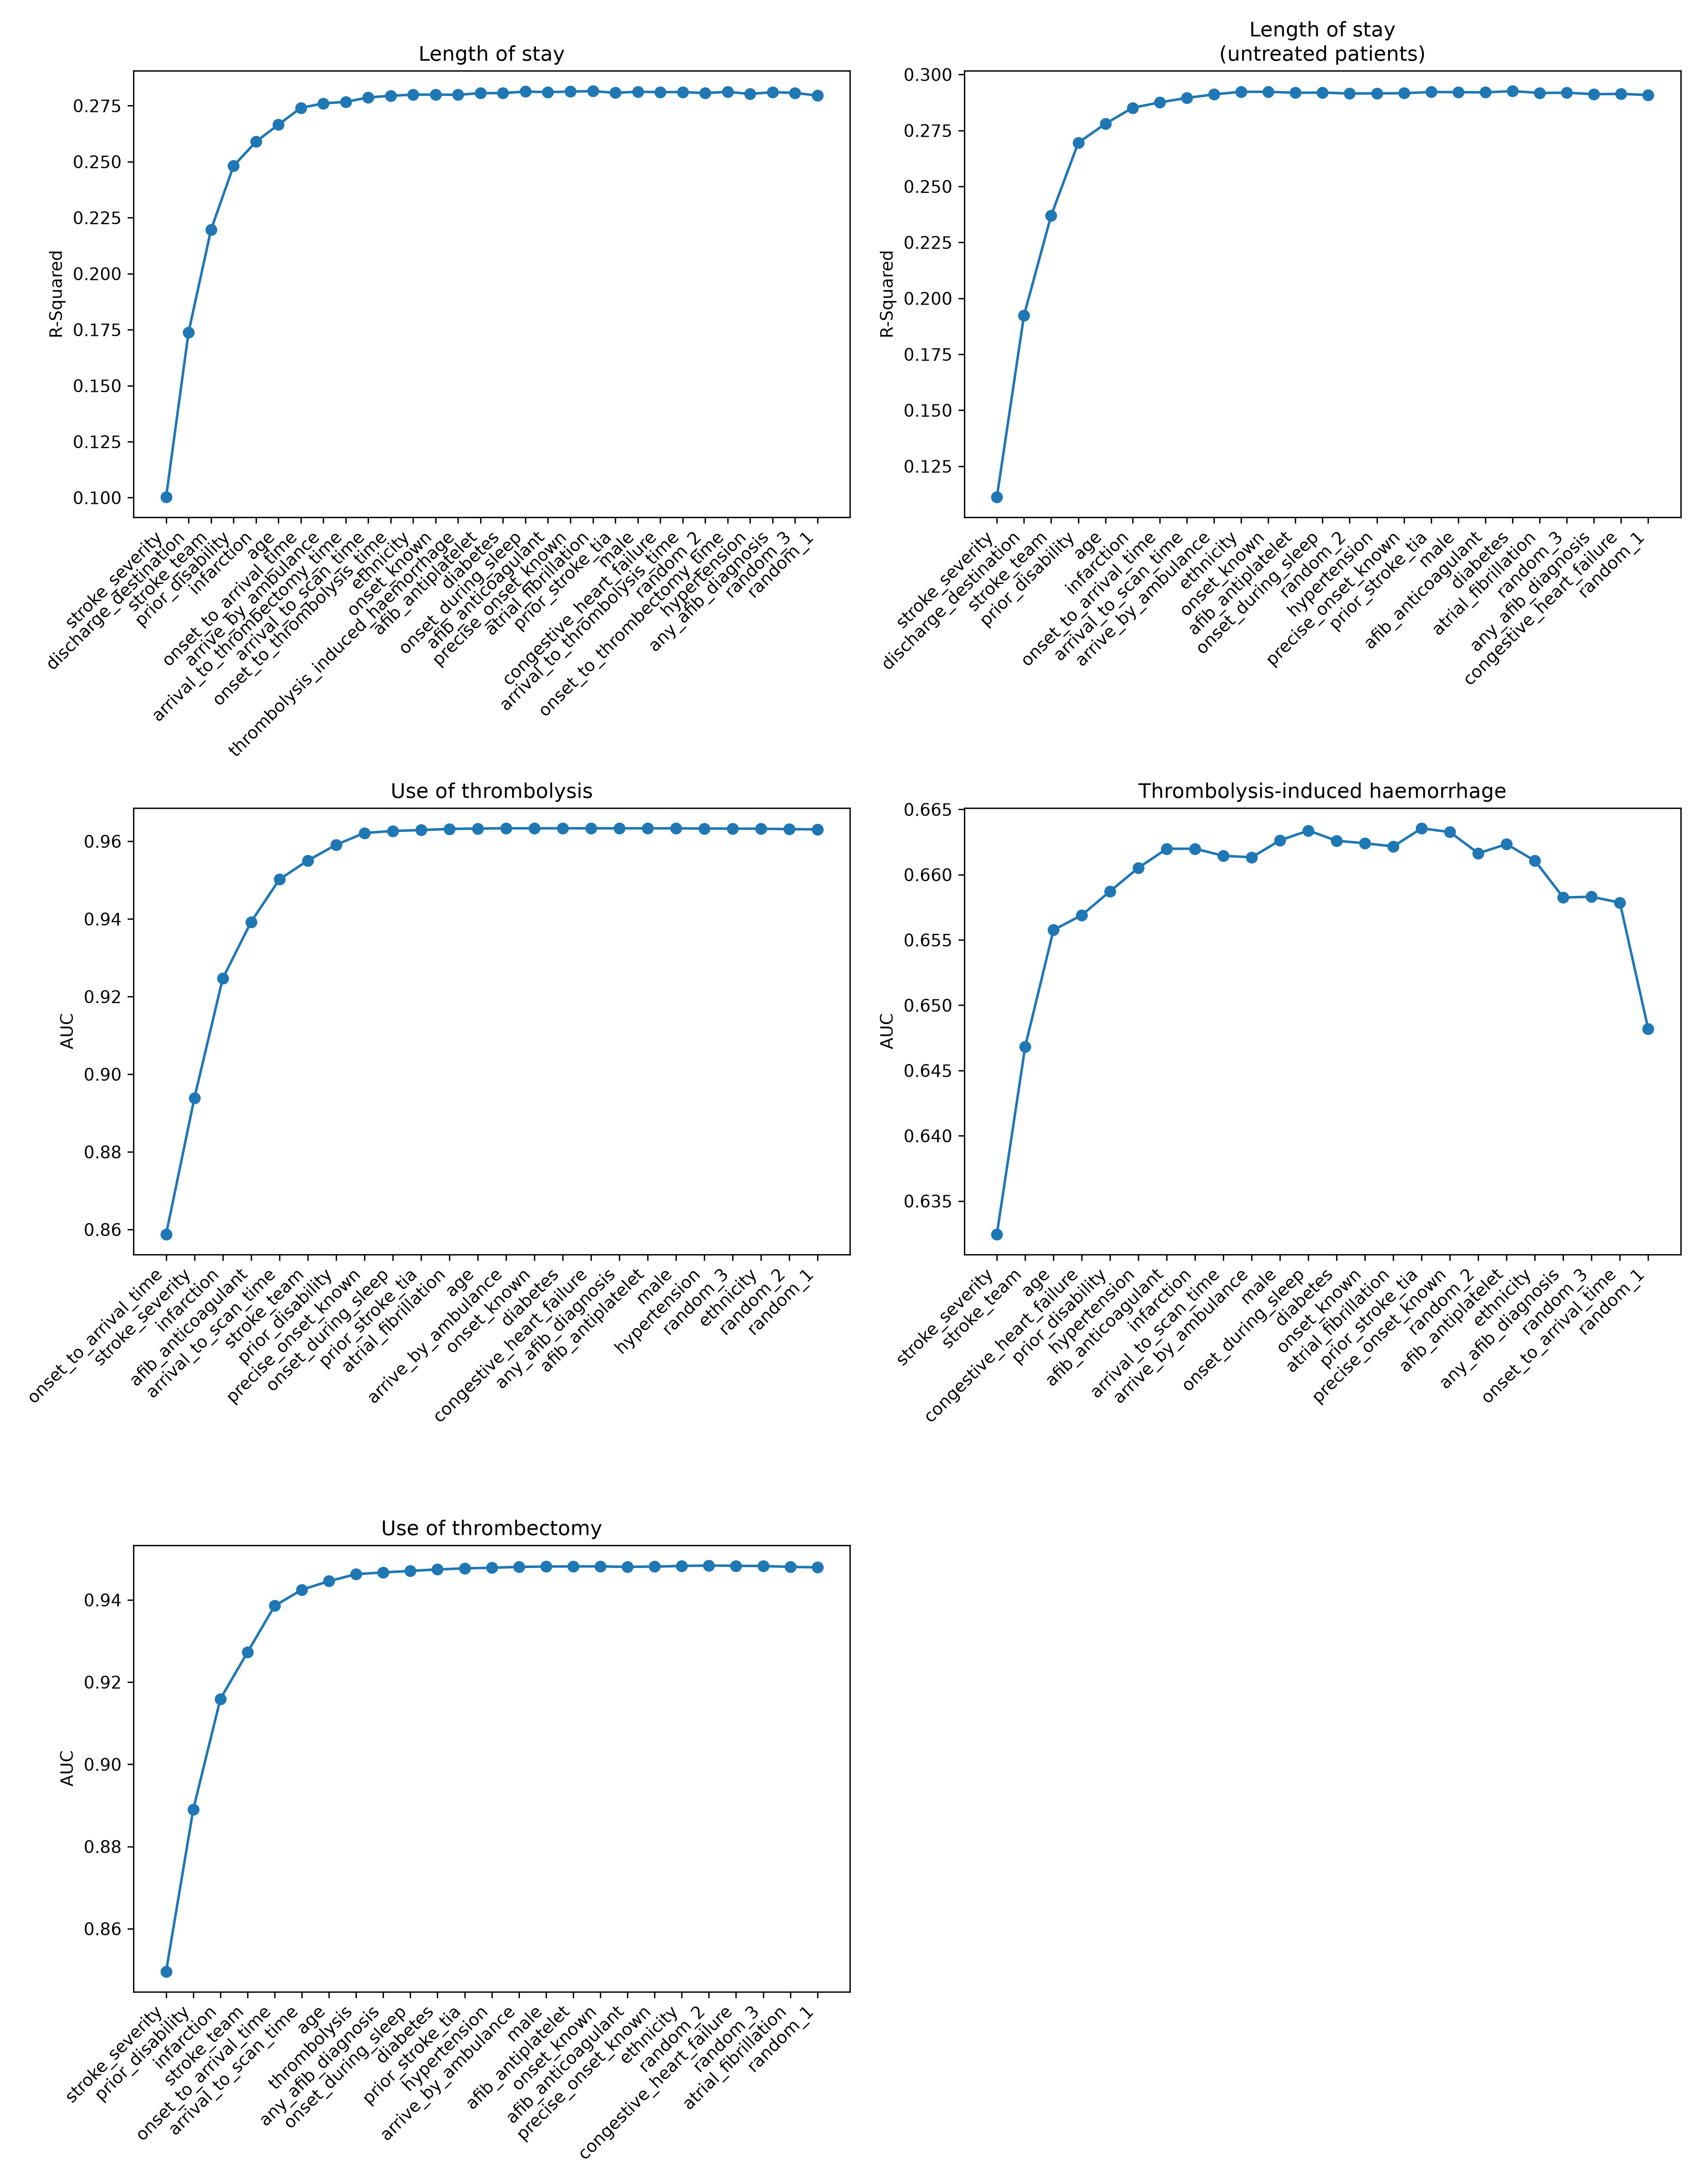 Length of stay
R-Squared
0.275
0.250
0.225
0.200
0.175
0.150
0.125
0.100
stroke_severity
discharge_destination
stroke_team
prior_disability
infarction
age
onset_to_arrival_time
arrive_by_ambulance
arrival_to_thrombectomy_time
arrival_to_scan_time
onset_to_thrombolysis_time
ethnicity
onset_known
thrombolysis_induced_haemorrhage
afib_antiplatelet
diabetes
onset_during_sleep
afib_anticoagulant
precise_onset_known
atrial_fibrillation
prior_stroke_tia
male
congestive_heart_failure
arrival_to_thrombolysis_time
random_2
onset_to_thrombectomy_time
hypertension
any_afib_diagnosis
random_3
random_1
Length of stay
(untreated patients)
R-Squared
0.300
0.275
0.250
0.225
0.200
0.175
0.150
0.125
stroke_severity
discharge_destination
stroke_team
prior_disability
age
infarction
onset_to_arrival_time
arrival_to_scan_time
arrive_by_ambulance
ethnicity
onset_known
afib_antiplatelet
onset_during_sleep
random_2
hypertension
precise_onset_known
prior_stroke_tia
male
afib_anticoagulant
diabetes
atrial_fibrillation
random_3
any_afib_diagnosis
congestive_heart_failure
random_1
Use of thrombolysis
AUC
0.96
0.94
0.92
0.90
0.88
0.86
onset_to_arrival_time
stroke_severity
infarction
afib_anticoagulant
arrival_to_scan_time
stroke_team
prior_disability
precise_onset_known
onset_during_sleep
prior_stroke_tia
atrial_fibrillation
age
arrive_by_ambulance
onset_known
diabetes
congestive_heart_failure
any_afib_diagnosis
afib_antiplatelet
male
hypertension
random_3
ethnicity
random_2
random_1
Thrombolysis-induced haemorrhage
AUC
0.665
0.660
0.655
0.650
0.645
0.640
0.635
stroke_severity
stroke_team
age
congestive_heart_failure
prior_disability
hypertension
afib_anticoagulant
infarction
arrival_to_scan_time
arrive_by_ambulance
male
onset_during_sleep
diabetes
onset_known
atrial_fibrillation
prior_stroke_tia
precise_onset_known
random_2
afib_antiplatelet
ethnicity
any_afib_diagnosis
random_3
onset_to_arrival_time
random_1
Use of thrombectomy
AUC
0.94
0.92
0.90
0.88
0.86
stroke_severity
prior_disability
infarction
stroke_team
onset_to_arrival_time
arrival_to_scan_time
age
thrombolysis
any_afib_diagnosis
onset_during_sleep
diabetes
prior_stroke_tia
hypertension
arrive_by_ambulance
male
afib_antiplatelet
onset_known
afib_anticoagulant
precise_onset_known
ethnicity
random_2
congestive_heart_failure
random_3
atrial_fibrillation
random_1